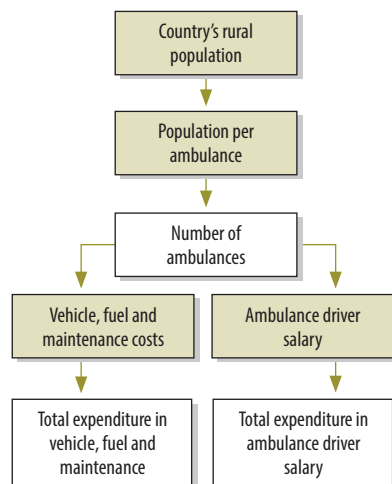 Country's rural
population
Population per
ambulance
Number of
ambulances
Vehicle, fuel and
maintenance costs
Ambulance driver
salary
Total expenditure in
vehicle, fuel and
maintenance
Total expenditure in
ambulance driver
salary